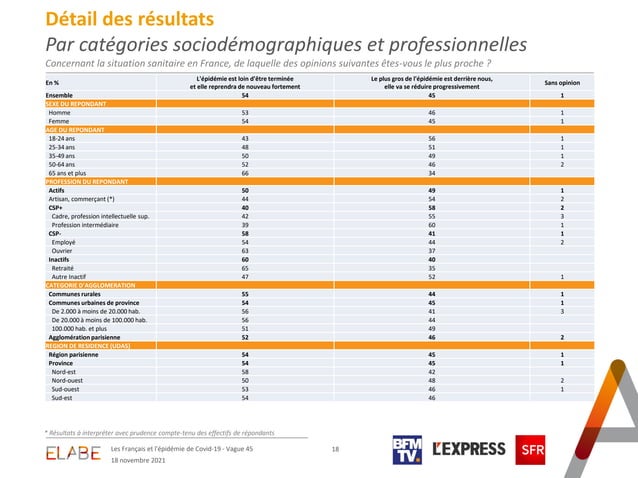 Détail des résultats
Par catégories sociodémographiques et professionnelles
Concernant la situation sanitaire en France, de laquelle des opinions suivantes êtes-vous le plus proche ?
En % L'épidémie est loin d'être terminée et elle reprendra de nouveau fortement Le plus gros de l'épidémie est derrière nous, elle va se réduire progressivement Sans opinion
Ensemble 54 45 1
SEXE DU REPONDANT
Homme 53 46 1
Femme 54 45 1
AGE DU REPONDANT
18-24 ans 43 56 1
25-34 ans 48 51 1
35-49 ans 50 49 1
50-64 ans 52 46 2
65 ans et plus 66 34
PROFESSION DU REPONDANT
Actifs 50 49 1
Artisan, commerçant (*) 44 54 2
CSP+ 40 58 2
Cadre, profession intellectuelle sup. 42 55 3
Profession intermédiaire 39 60 1
CSP- 58 41 1
Employé 54 44 2
Ouvrier 63 37
Inactifs 60 40
Retraité 65 35
Autre Inactif 47 52 1
CATEGORIE D'AGGLOMERATION
Communes rurales 55 44 1
Communes urbaines de province 54 45 1
De 2.000 à moins de 20.000 hab. 56 41 3
De 20.000 à moins de 100.000 hab. 56 44
100.000 hab. et plus 51 49
Agglomération parisienne 52 46 2
REGION DE RESIDENCE (UDA5)
Région parisienne 54 45 1
Province 54 45 1
Nord-est 58 42
Nord-ouest 50 48 2
Sud-ouest 53 46 1
Sud-est 54 46
* Résultats à interpréter avec prudence compte-tenu des effectifs de répondants
ELABE
Les Français et l'épidémie de Covid-19 - Vague 45
18 novembre 2021
18
BFM TV.
L'EXPRESS
SFR